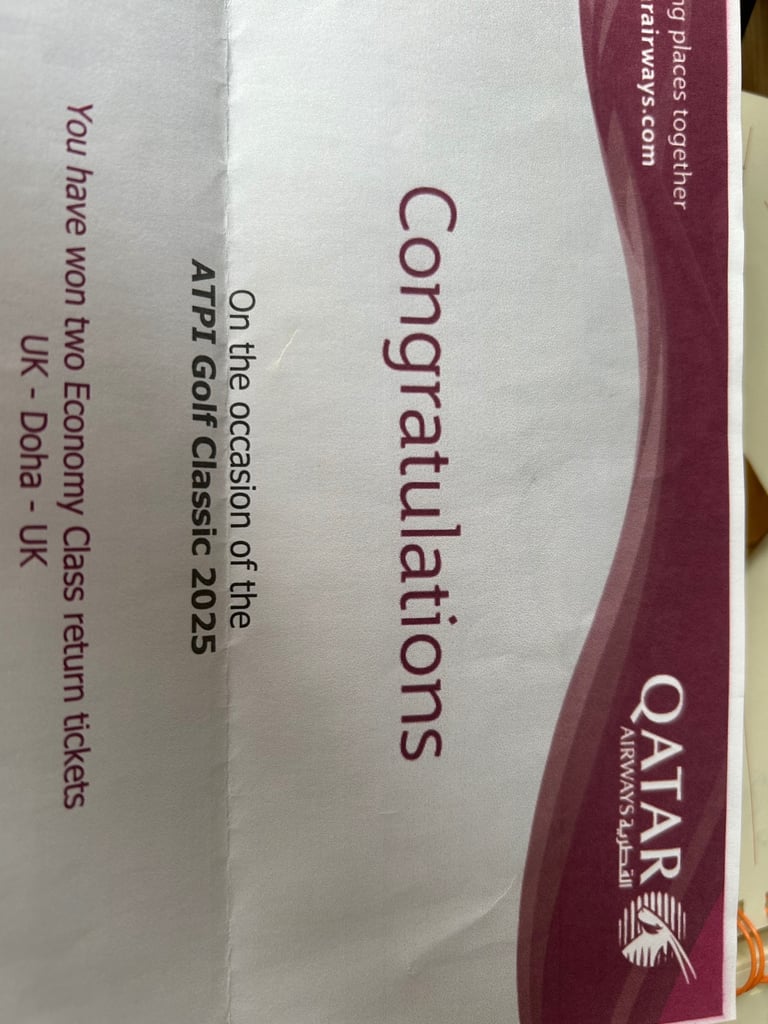 ng places together
rairways.com
QATAR
AIRWAYS القطرية
Congratulations
On the occasion of the
ATPI Golf Classic 2025
You have won two Economy Class return tickets
UK - Doha - UK